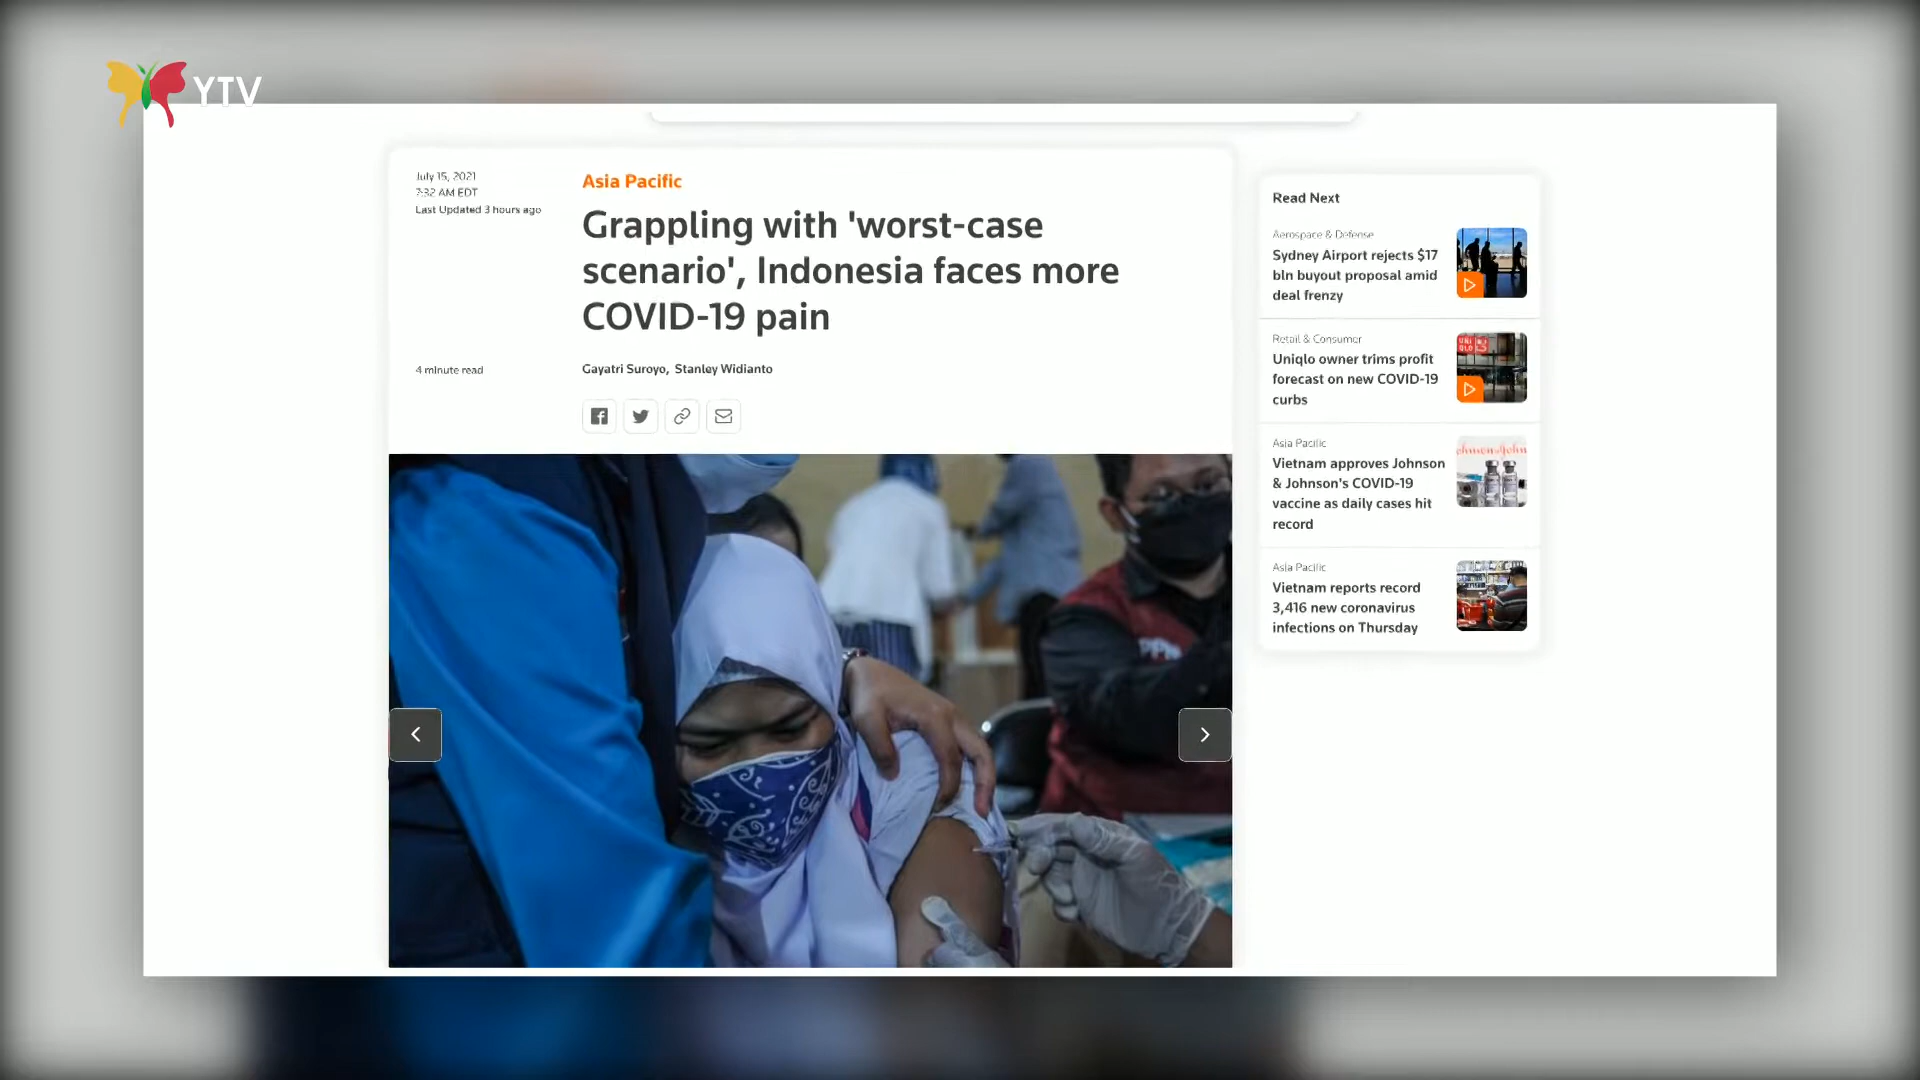 YTV
July 15, 2021
7:32 AM EDT
Last Updated 3 hours ago
Asia Pacific
Grappling with 'worst-case
scenario', Indonesia faces more
COVID-19 pain
4 minute read
Gayatri Suroyo, Stanley Widianto
Read Next
Aerospace & Defense
Sydney Airport rejects $17
bln buyout proposal amid
deal frenzy
Retail & Consumer
Uniqlo owner trims profit
forecast on new COVID-19
curbs
Asia Pacific
Vietnam approves Johnson
& Johnson's COVID-19
vaccine as daily cases hit
record
Asia Pacific
Vietnam reports record
3,416 new coronavirus
infections on Thursday